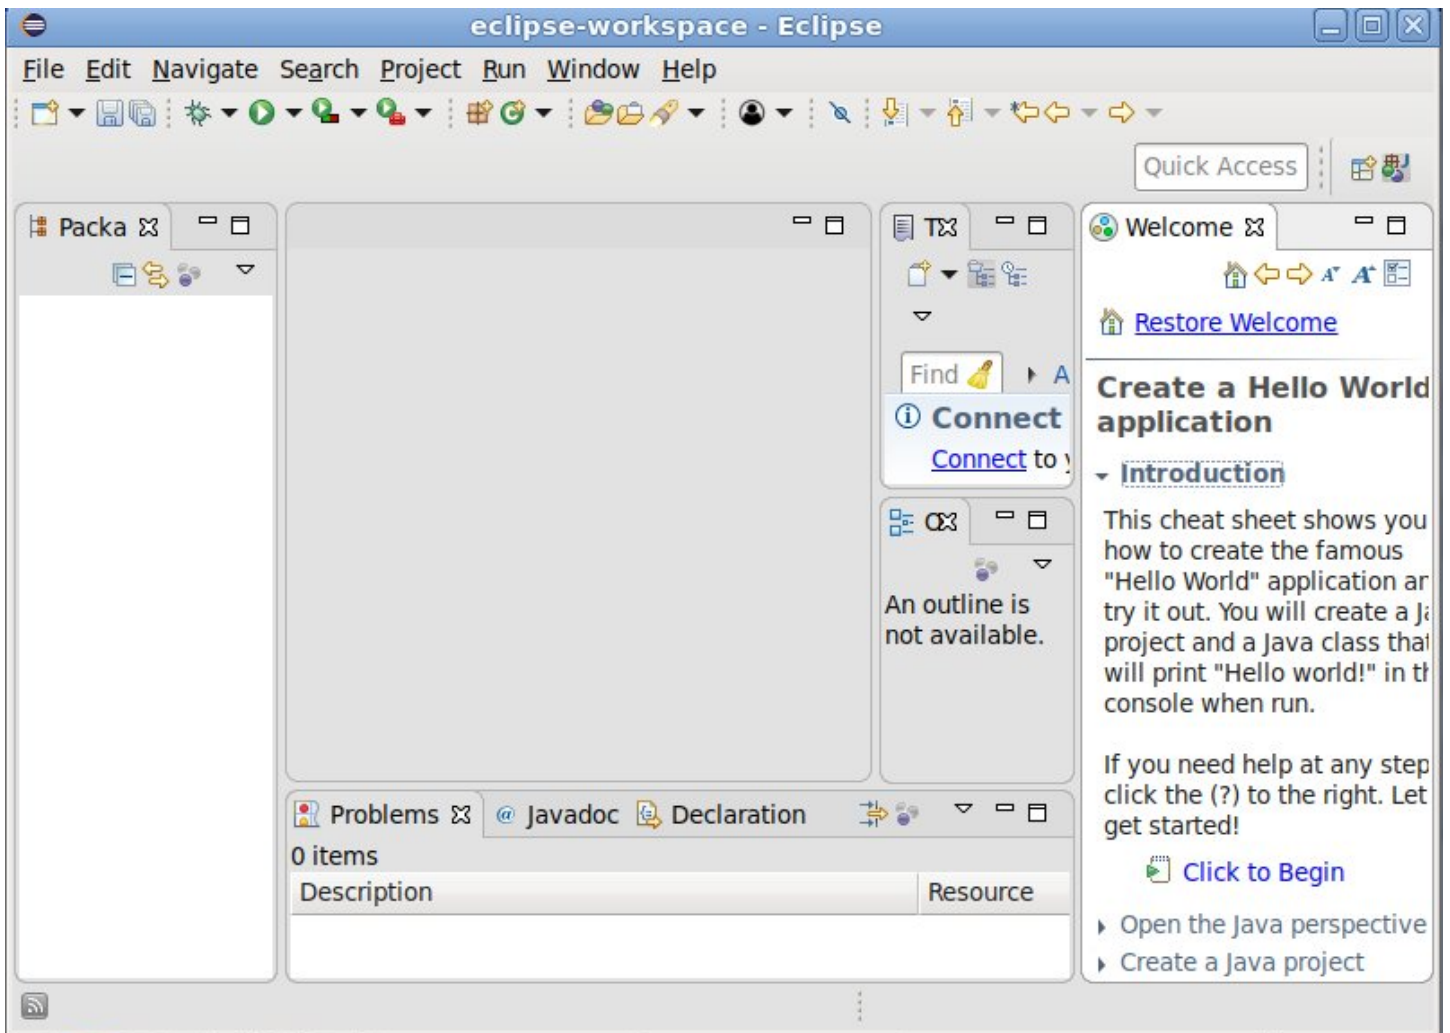 eclipse-workspace - Eclipse
File Edit Navigate Search Project Run Window Help
Quick Access
Packa
T
Find
A
Connect
Connect to
O
An outline is
not available.
Welcome
Restore Welcome
Create a Hello World
application
Introduction
This cheat sheet shows you
how to create the famous
"Hello World" application
try it out. You will create a
project and a Java class that
will print "Hello world!" in
console when run.
If you need help at any step
click the (?) to the right. Let
get started!
Click to Begin
Open the Java perspective
Create a Java project
Problems @ Javadoc Declaration
0 items
Description Resource